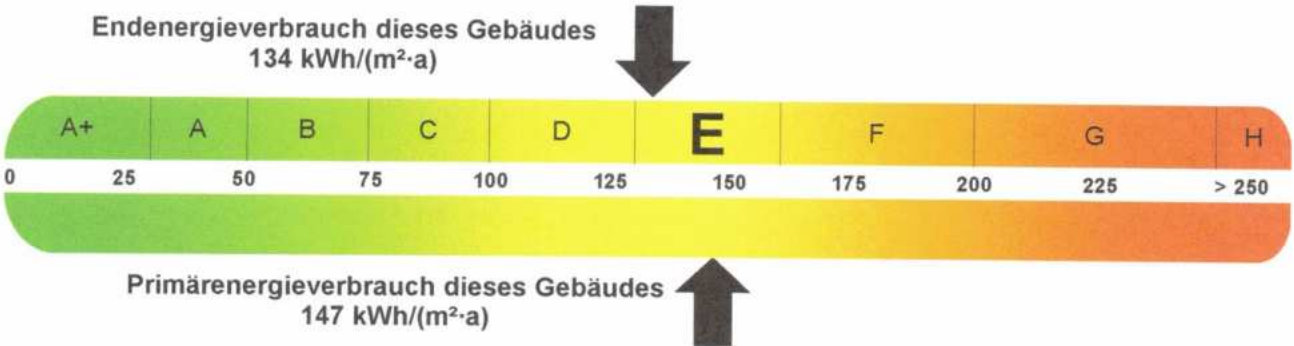 Endenergieverbrauch dieses Gebäudes
134 kWh/(m²·a)
A+ A B C D E F G H
0 25 50 75 100 125 150 175 200 225 > 250
Primärenergieverbrauch dieses Gebäudes
147 kWh/(m²·a)